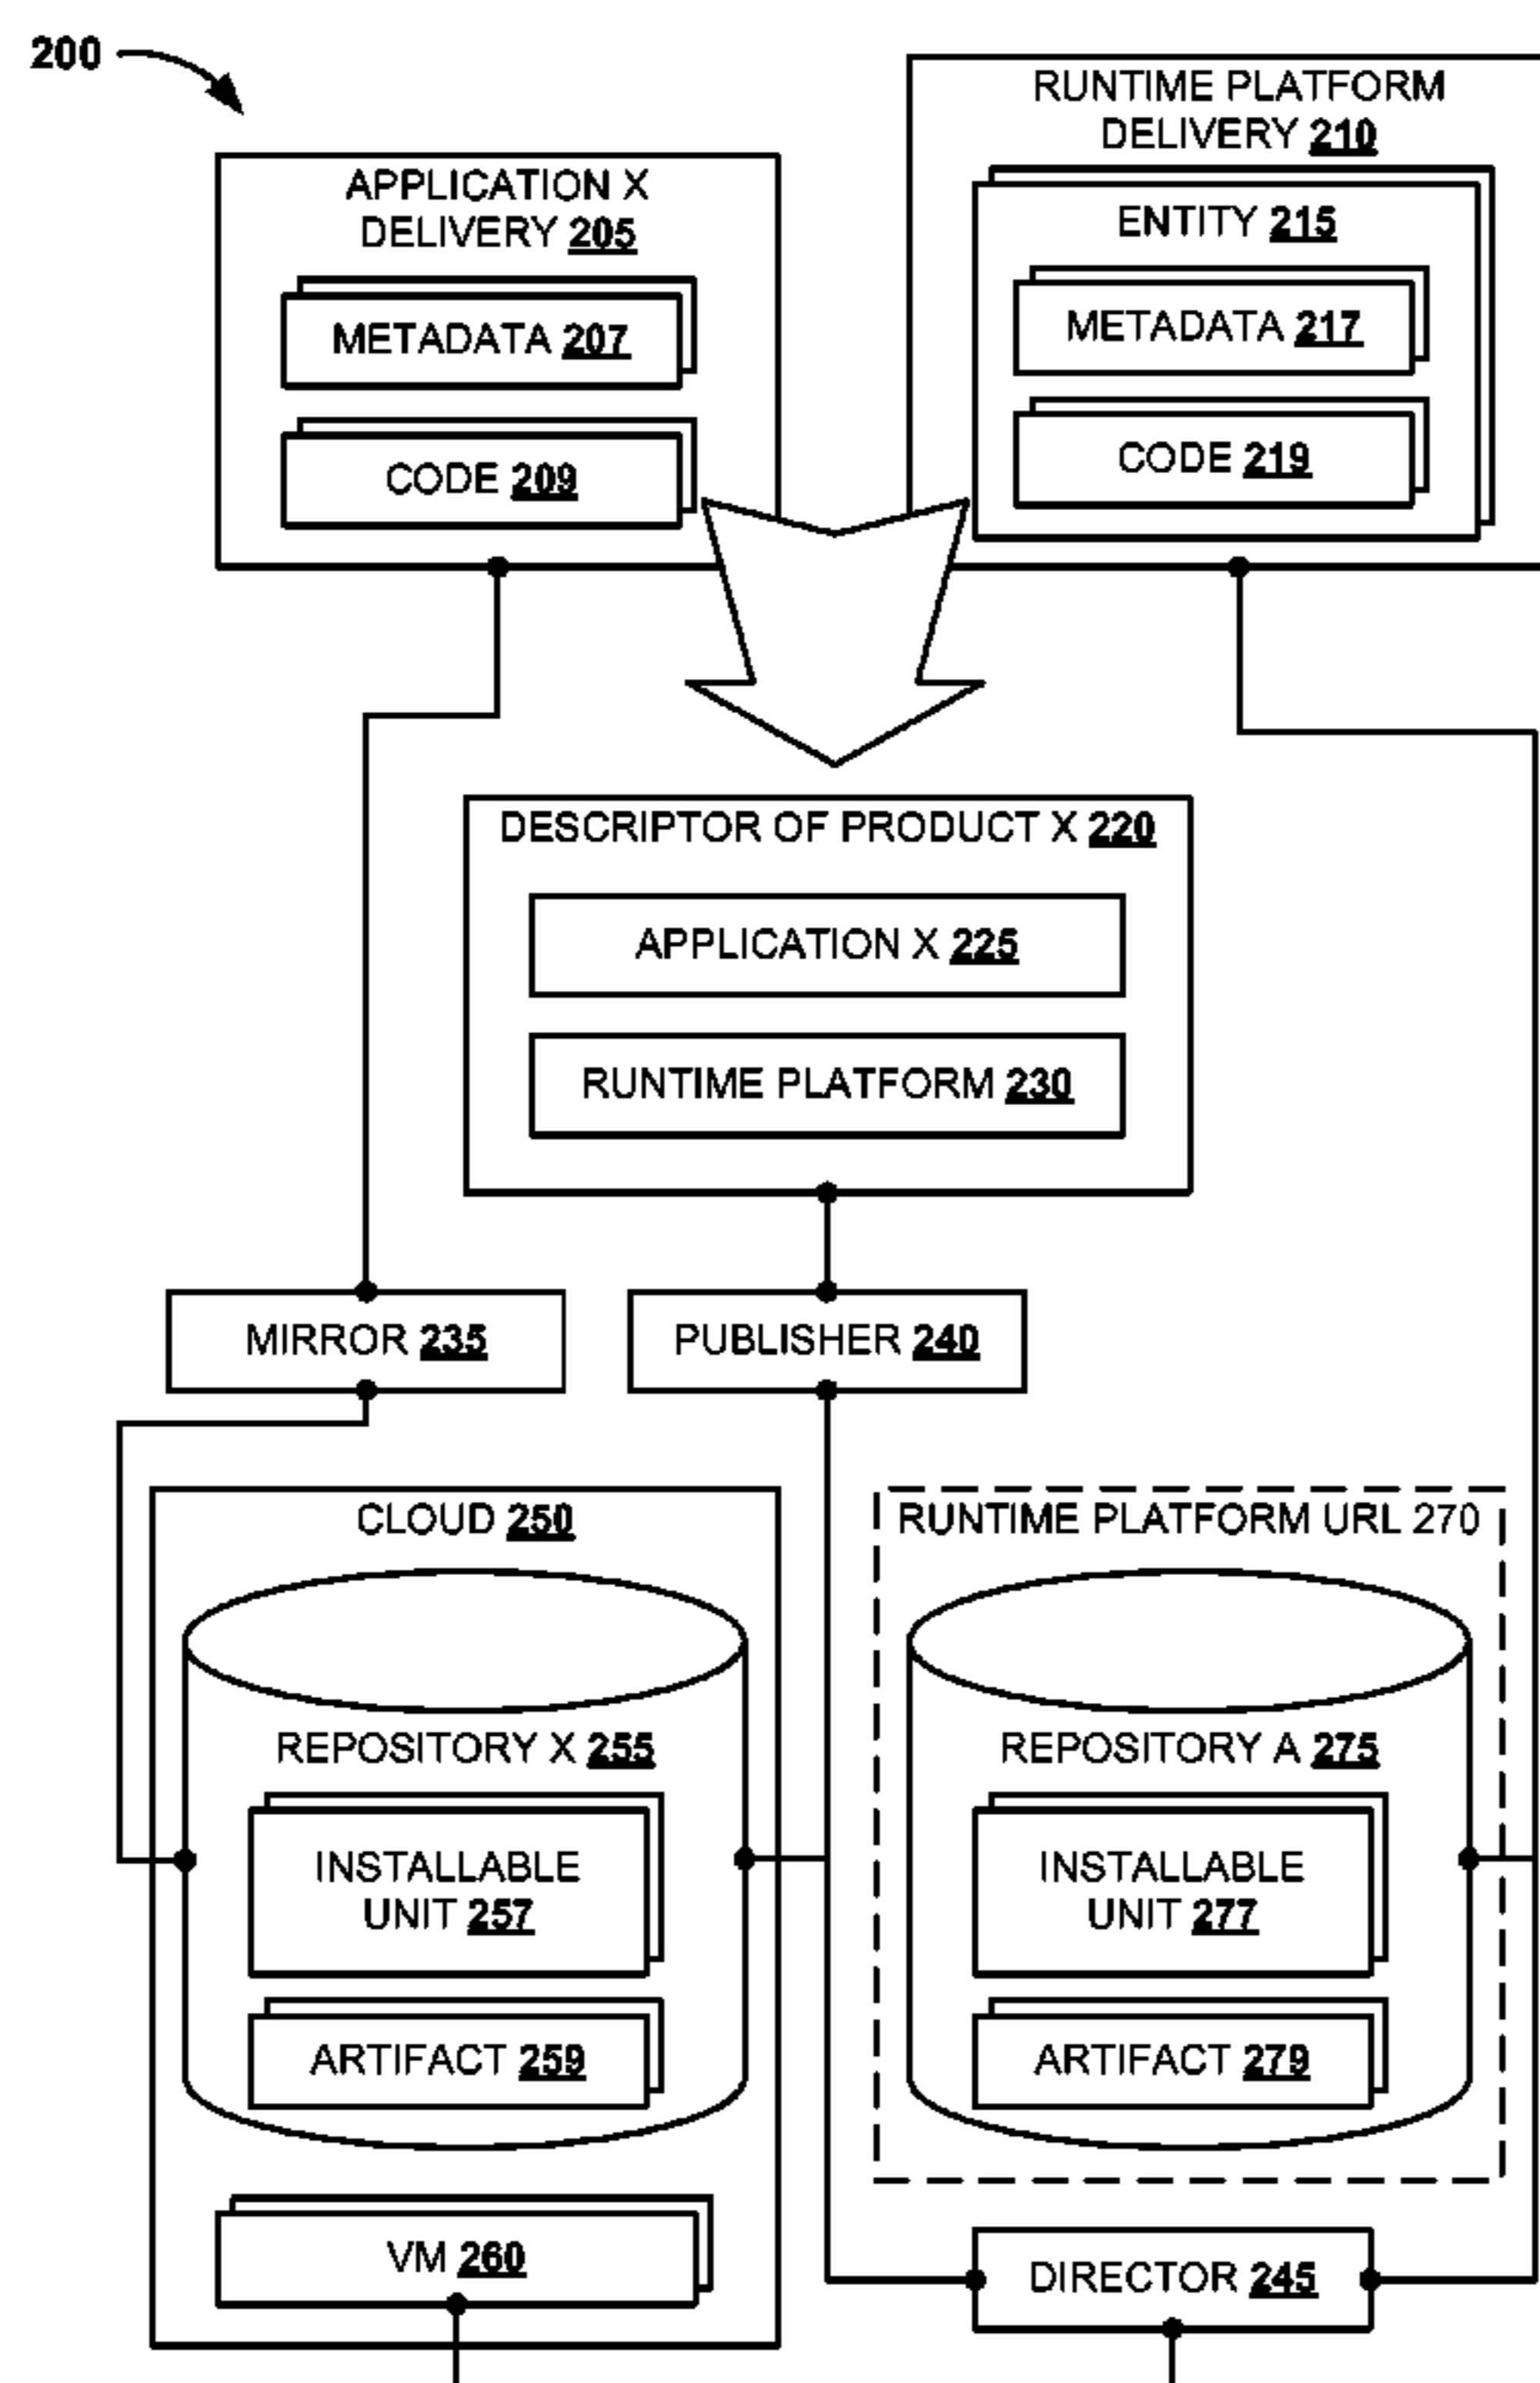 200
APPLICATION X
DELIVERY 205
METADATA 207
CODE 209
RUNTIME PLATFORM
DELIVERY 210
ENTITY 215
METADATA 217
CODE 219
DESCRIPTOR OF PRODUCT X 220
APPLICATION X 225
RUNTIME PLATFORM 230
MIRROR 235
PUBLISHER 240
CLOUD 250
REPOSITORY X 255
INSTALLABLE
UNIT 257
ARTIFACT 259
VM 260
RUNTIME PLATFORM URL 270
REPOSITORY A 275
INSTALLABLE
UNIT 277
ARTIFACT 279
DIRECTOR 245